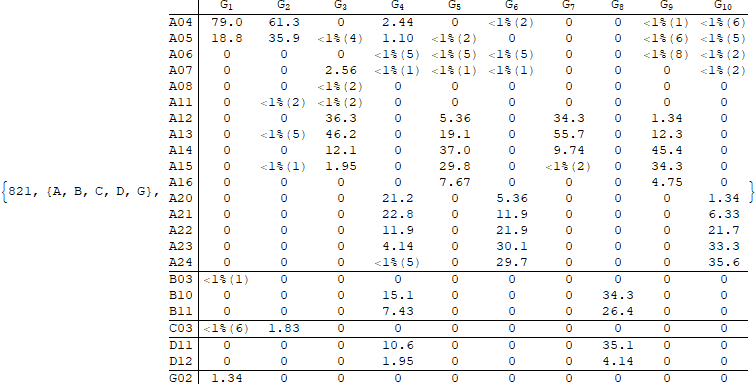 G1 G2 G3 G4 G5 G6 G7 G8 G9 G10
A04 79.0 61.3 0 2.44 0 <1%(2) 0 0 <1%(1) <1%(6)
A05 18.8 35.9 <1%(4) 1.10 <1%(2) 0 0 0 <1%(6) <1%(5)
A06 0 0 0 <1%(5) <1%(5) <1%(5) 0 0 <1%(8) <1%(2)
A07 0 0 2.56 <1%(1) <1%(1) <1%(1) 0 0 0 <1%(2)
A08 0 0 <1%(2) 0 0 0 0 0 0 0
A11 0 <1%(2) <1%(2) 0 0 0 0 0 0 0
A12 0 0 36.3 0 5.36 0 34.3 0 1.34 0
A13 0 <1%(5) 46.2 0 19.1 0 55.7 0 12.3 0
A14 0 0 12.1 0 37.0 0 9.74 0 45.4 0
A15 0 <1%(1) 1.95 0 29.8 0 <1%(2) 0 34.3 0
{821, {A, B, C, D, G}, A16 0 0 0 0 7.67 0 0 0 4.75 0 }
A20 0 0 0 21.2 0 5.36 0 0 0 1.34
A21 0 0 0 22.8 0 11.9 0 0 0 6.33
A22 0 0 0 11.9 0 21.9 0 0 0 21.7
A23 0 0 0 4.14 0 30.1 0 0 0 33.3
A24 0 0 0 <1%(5) 0 29.7 0 0 0 35.6
B03 <1%(1) 0 0 0 0 0 0 0 0 0
B10 0 0 0 15.1 0 0 0 34.3 0 0
B11 0 0 0 7.43 0 0 0 26.4 0 0
C03 <1%(6) 1.83 0 0 0 0 0 0 0 0
D11 0 0 0 10.6 0 0 0 35.1 0 0
D12 0 0 0 1.95 0 0 0 4.14 0 0
G02 1.34 0 0 0 0 0 0 0 0 0